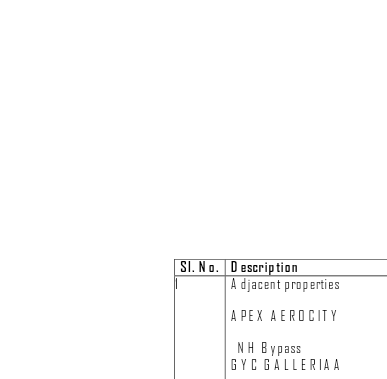 Sl. No. Description
1 Adjacent properties
APEX AEROCITY
NH Bypass
GYC GALLERIAA